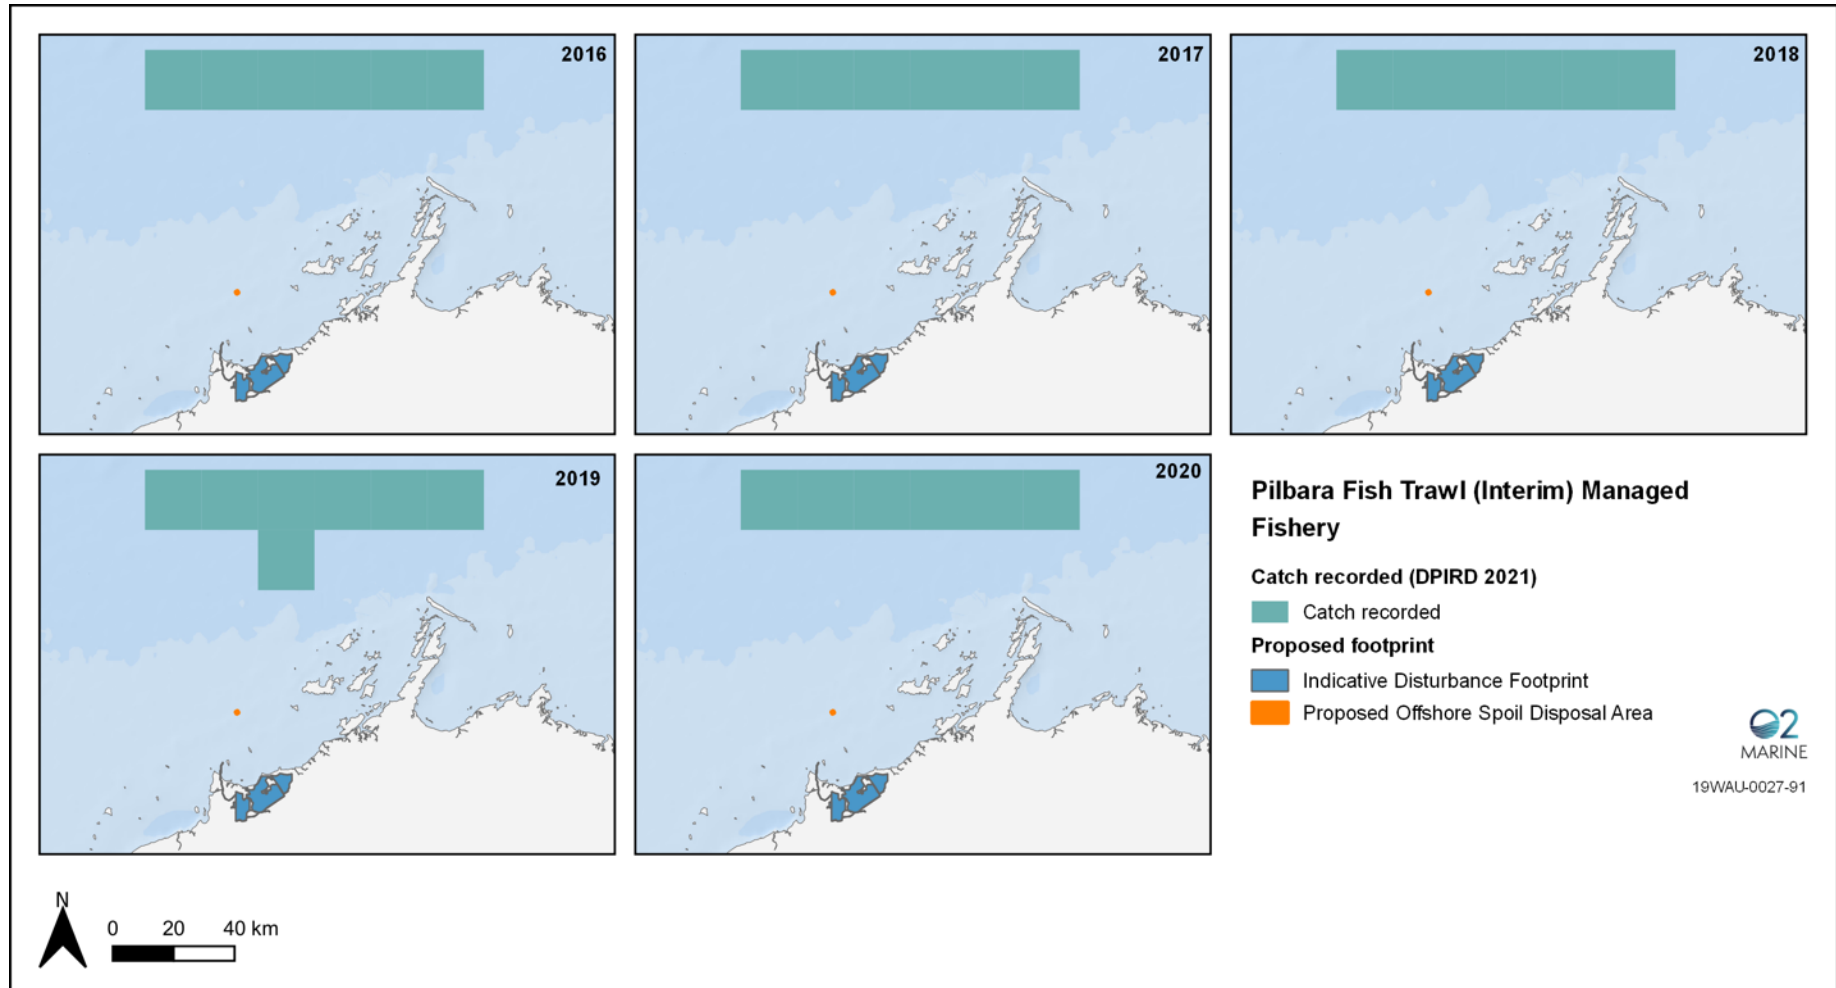 2016
2017
2018
2019
2020
Pilbara Fish Trawl (Interim) Managed
Fishery
Catch recorded (DPIRD 2021)
Catch recorded
Proposed footprint
Indicative Disturbance Footprint
Proposed Offshore Spoil Disposal Area
O2
MARINE
19WAU-0027-91
N
0 20 40 km